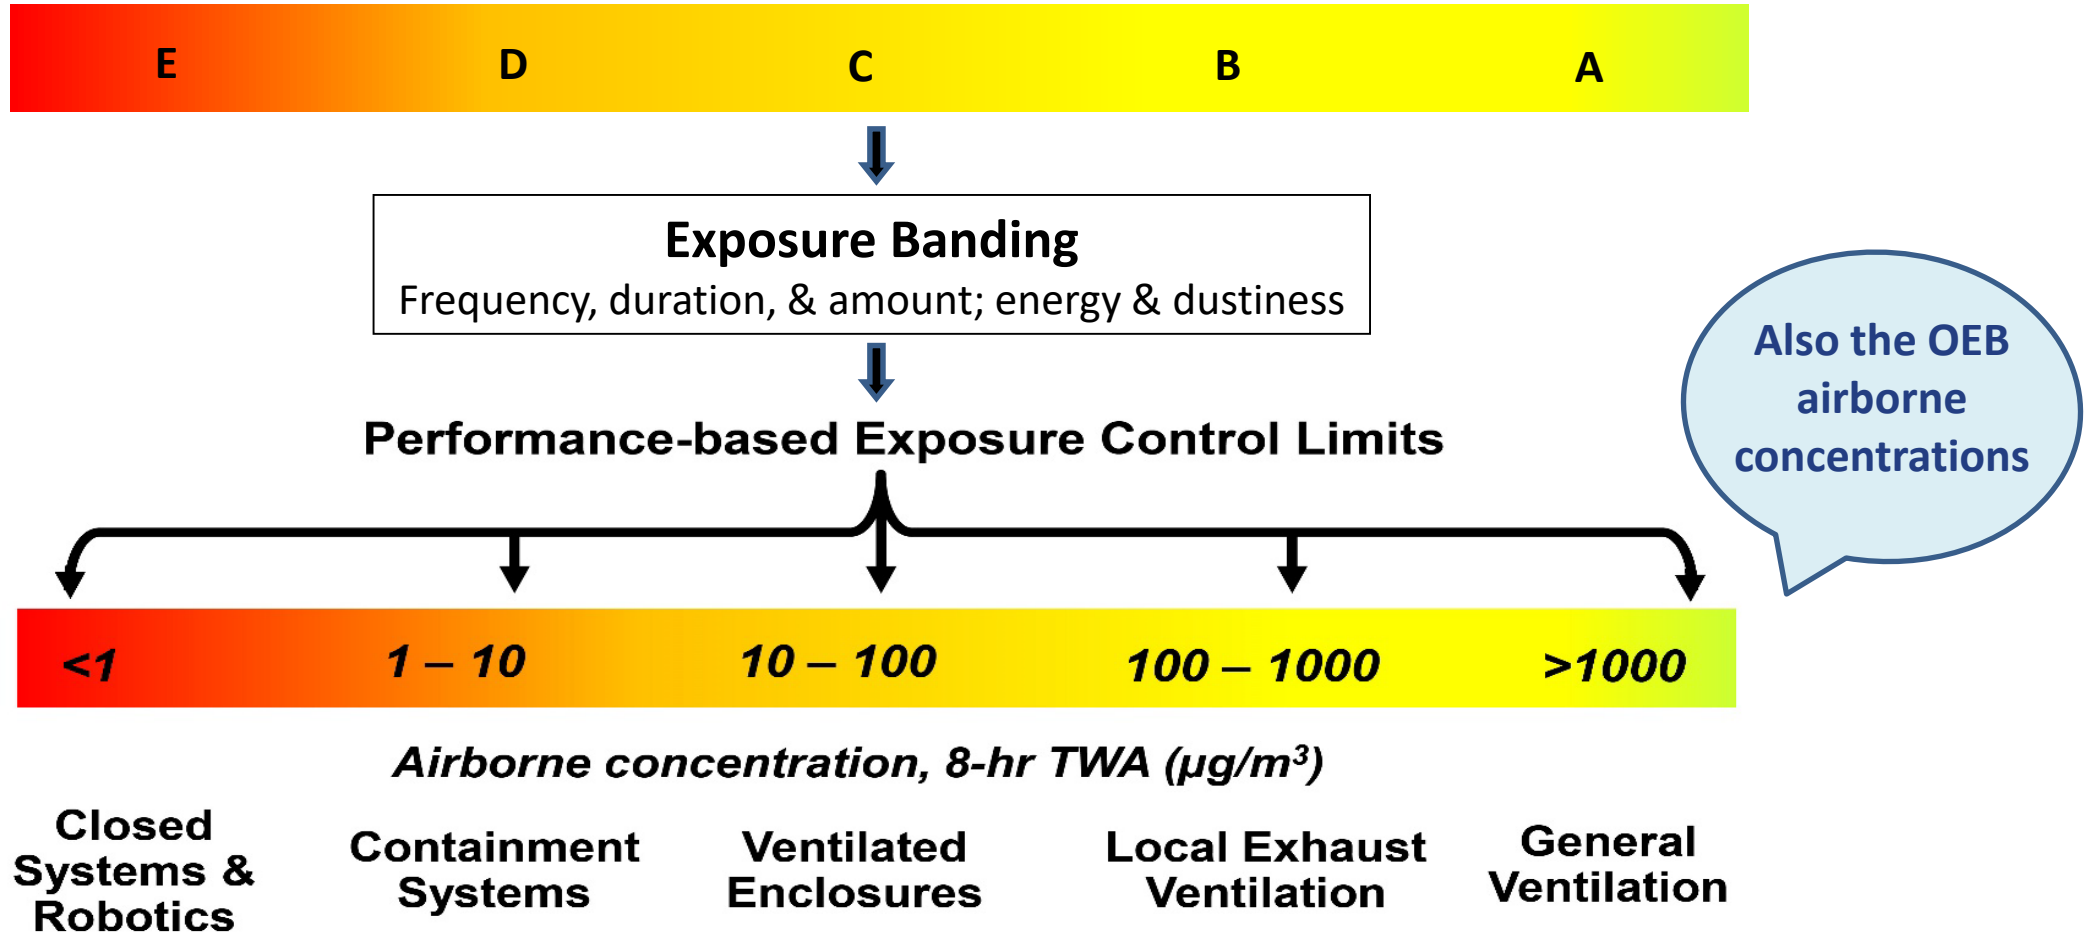 E D C B A
Exposure Banding
Frequency, duration, & amount; energy & dustiness
Performance-based Exposure Control Limits
Also the OEB
airborne
concentrations
<1 1 – 10 10 – 100 100 – 1000 >1000
Airborne concentration, 8-hr TWA (µg/m³)
Closed
Systems &
Robotics
Containment
Systems
Ventilated
Enclosures
Local Exhaust
Ventilation
General
Ventilation